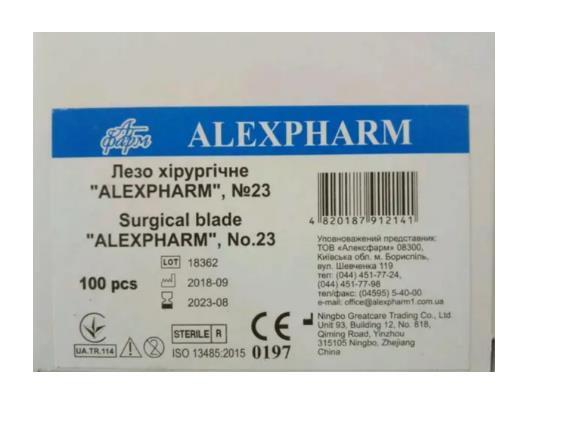 А-фарм
ALEXPHARM
Лезо хірургічне
"ALEXPHARM", №23
Surgical blade
"ALEXPHARM", No.23
LOT 18362
100 pcs
2018-09
2023-08
UA.TR.114
STERILE R
ISO 13485:2015
CE 0197
4 820187 912141
Уповноважений представник:
ТОВ «Алексфарм» 08300,
Київська обл. м. Бориспіль,
вул. Шевченка 119
тел: (044) 451-77-24,
(044) 451-77-98
тел/факс: (04595) 5-40-00
e-mail: office@alexpharm1.com.ua
Ningbo Greatcare Trading Co., Ltd.
Unit 93, Building 12, No. 818,
Qiming Road, Yinzhou
315105 Ningbo, Zhejiang
China